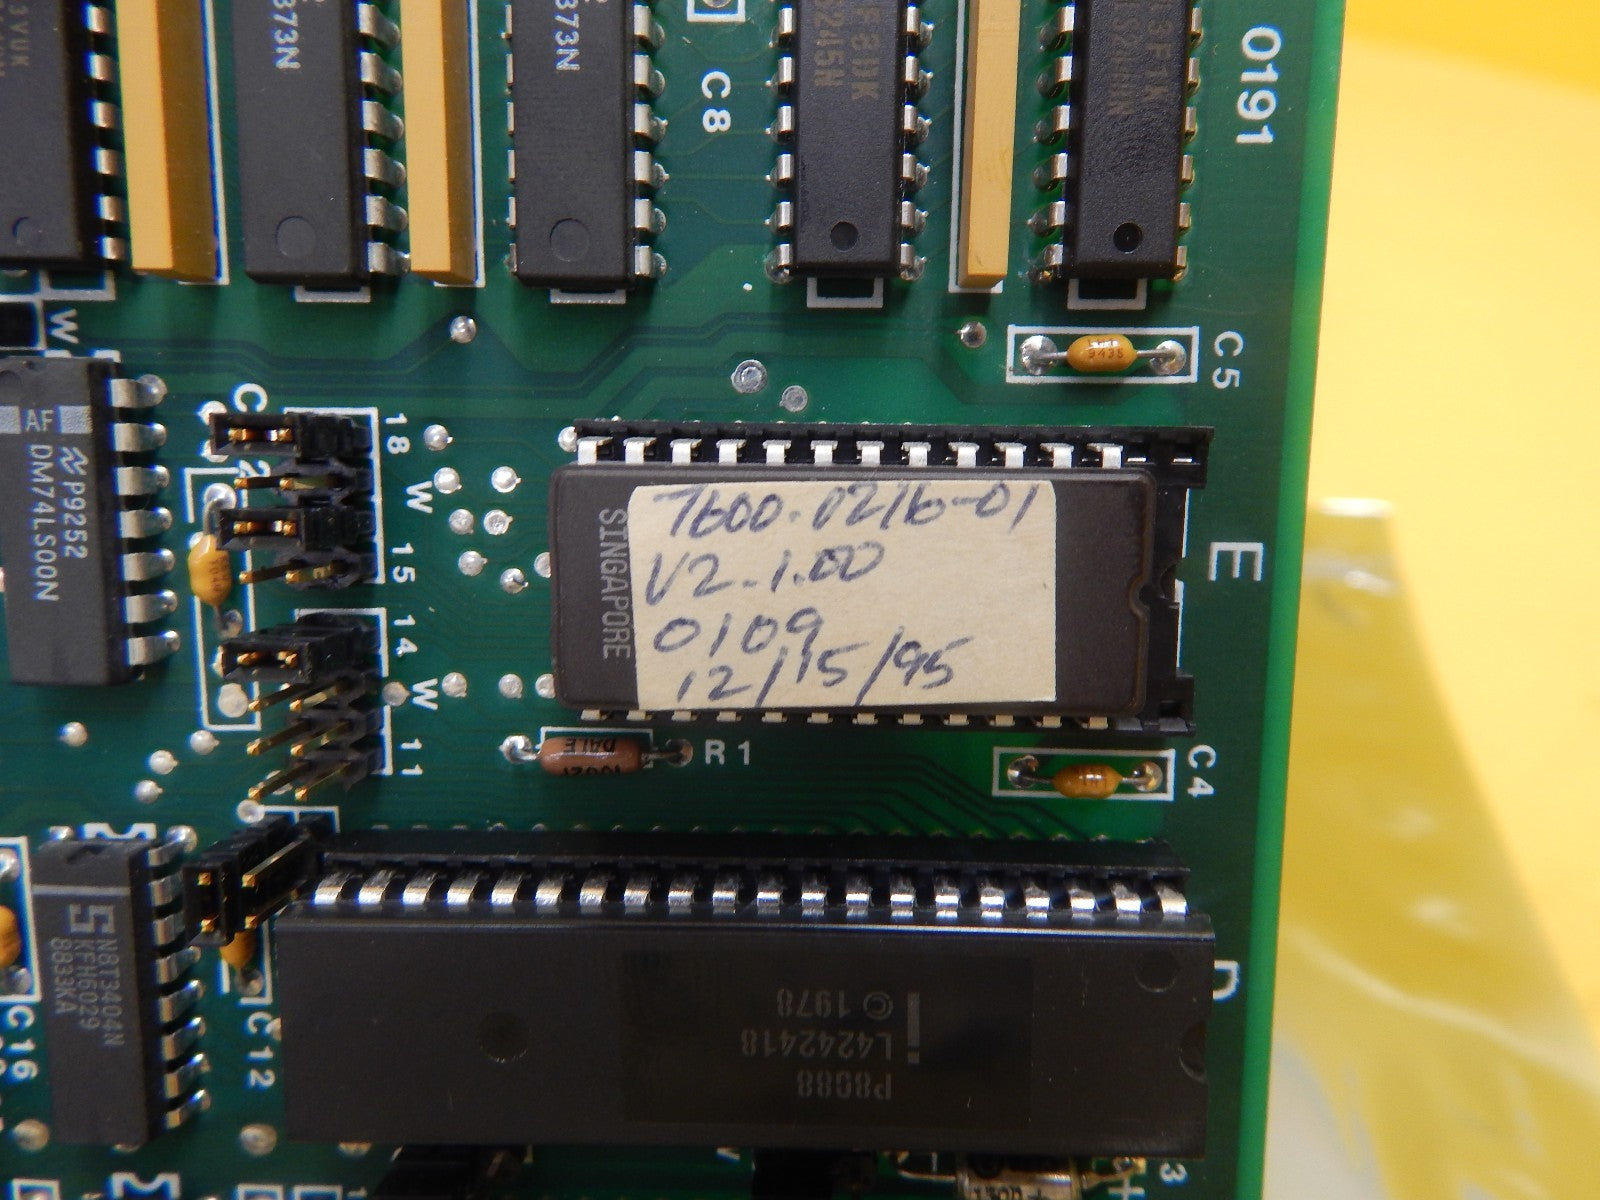 373N
373N
C8
0191
C5
W
AF
P9252
DM74LS00N
18
W
15
14
W
11
SINGAPORE
7600-0216-01
V2-1.00
0109
12/15/95
E
R1
DALE
C4
N8T3404N
KFH6029
8833KA
C16
C12
© 1978
L4242418
P8088